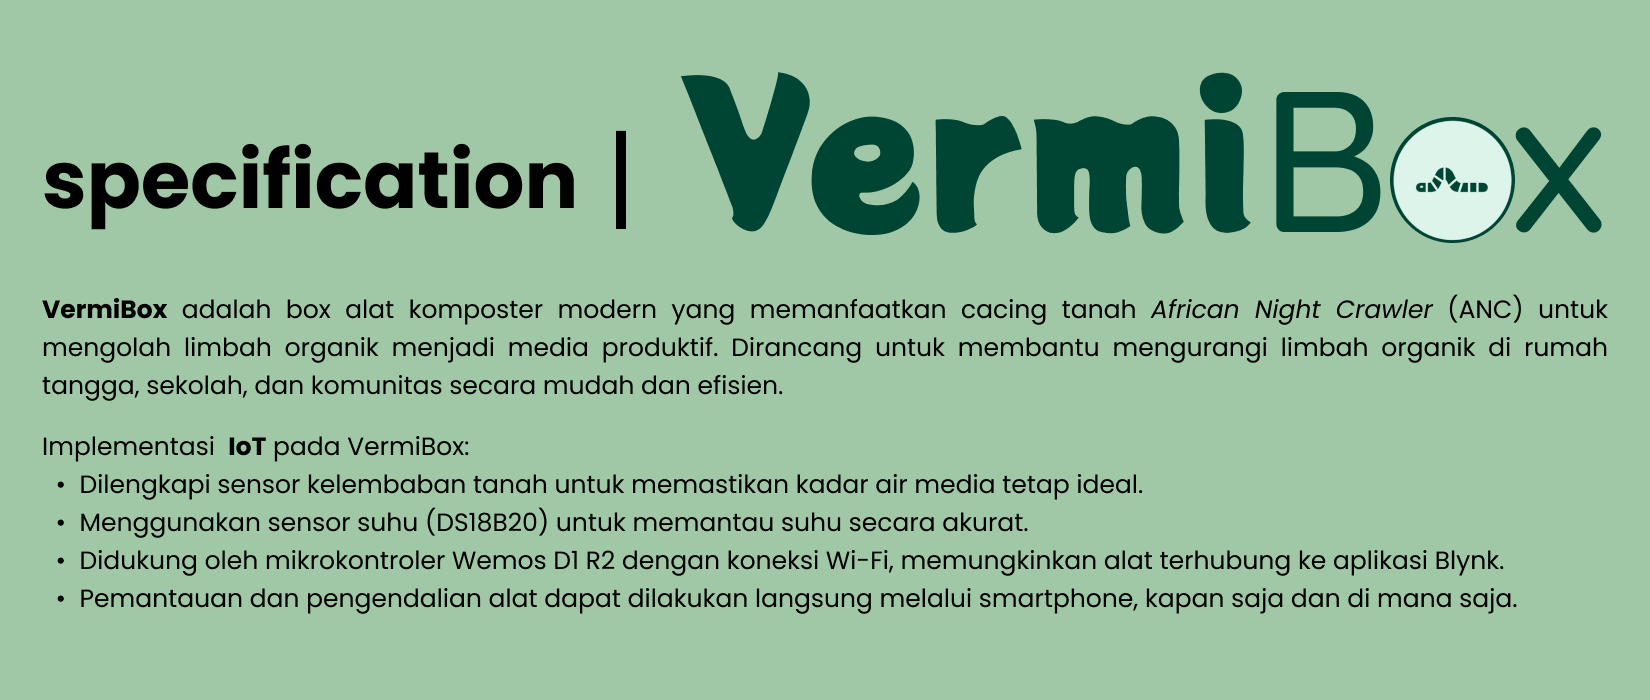 specification | VermiBox
VermiBox adalah box alat komposter modern yang memanfaatkan cacing tanah African Night Crawler (ANC) untuk
mengolah limbah organik menjadi media produktif. Dirancang untuk membantu mengurangi limbah organik di rumah
tangga, sekolah, dan komunitas secara mudah dan efisien.
Implementasi IoT pada VermiBox:
• Dilengkapi sensor kelembaban tanah untuk memastikan kadar air media tetap ideal.
• Menggunakan sensor suhu (DS18B20) untuk memantau suhu secara akurat.
• Didukung oleh mikrokontroler Wemos D1 R2 dengan koneksi Wi-Fi, memungkinkan alat terhubung ke aplikasi Blynk.
• Pemantauan dan pengendalian alat dapat dilakukan langsung melalui smartphone, kapan saja dan di mana saja.